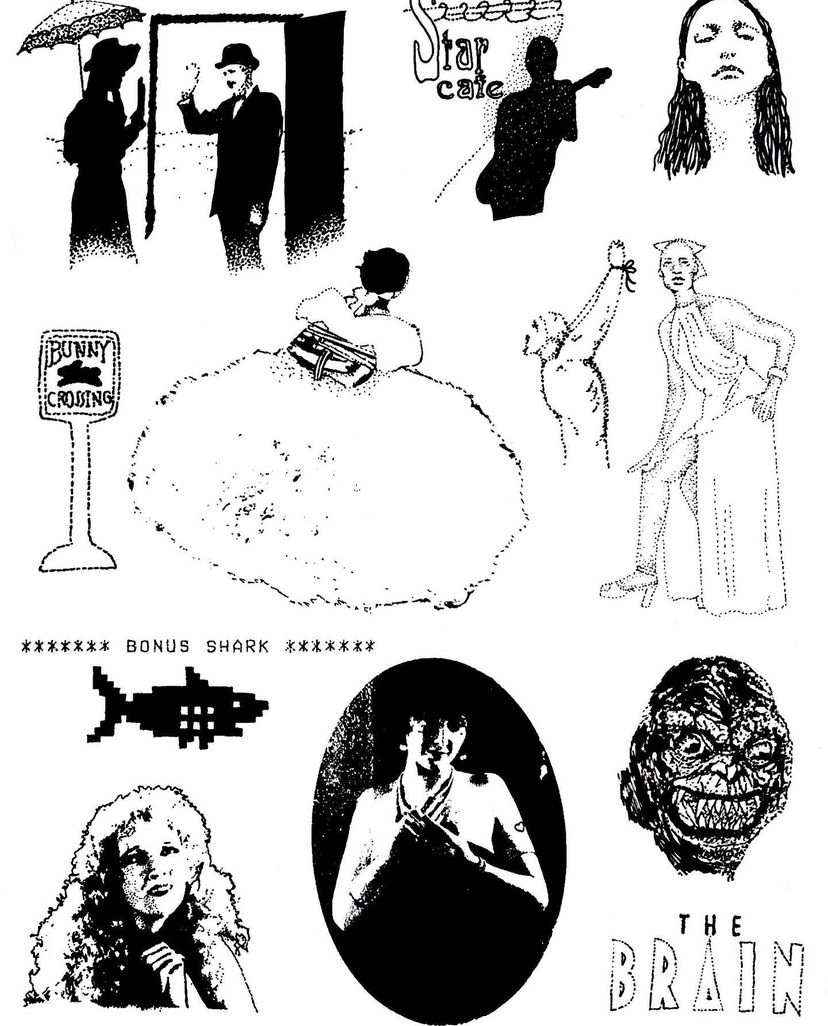 Star
cafe
BUNNY
CROSSING
******* BONUS SHARK *******
THE
BRAIN